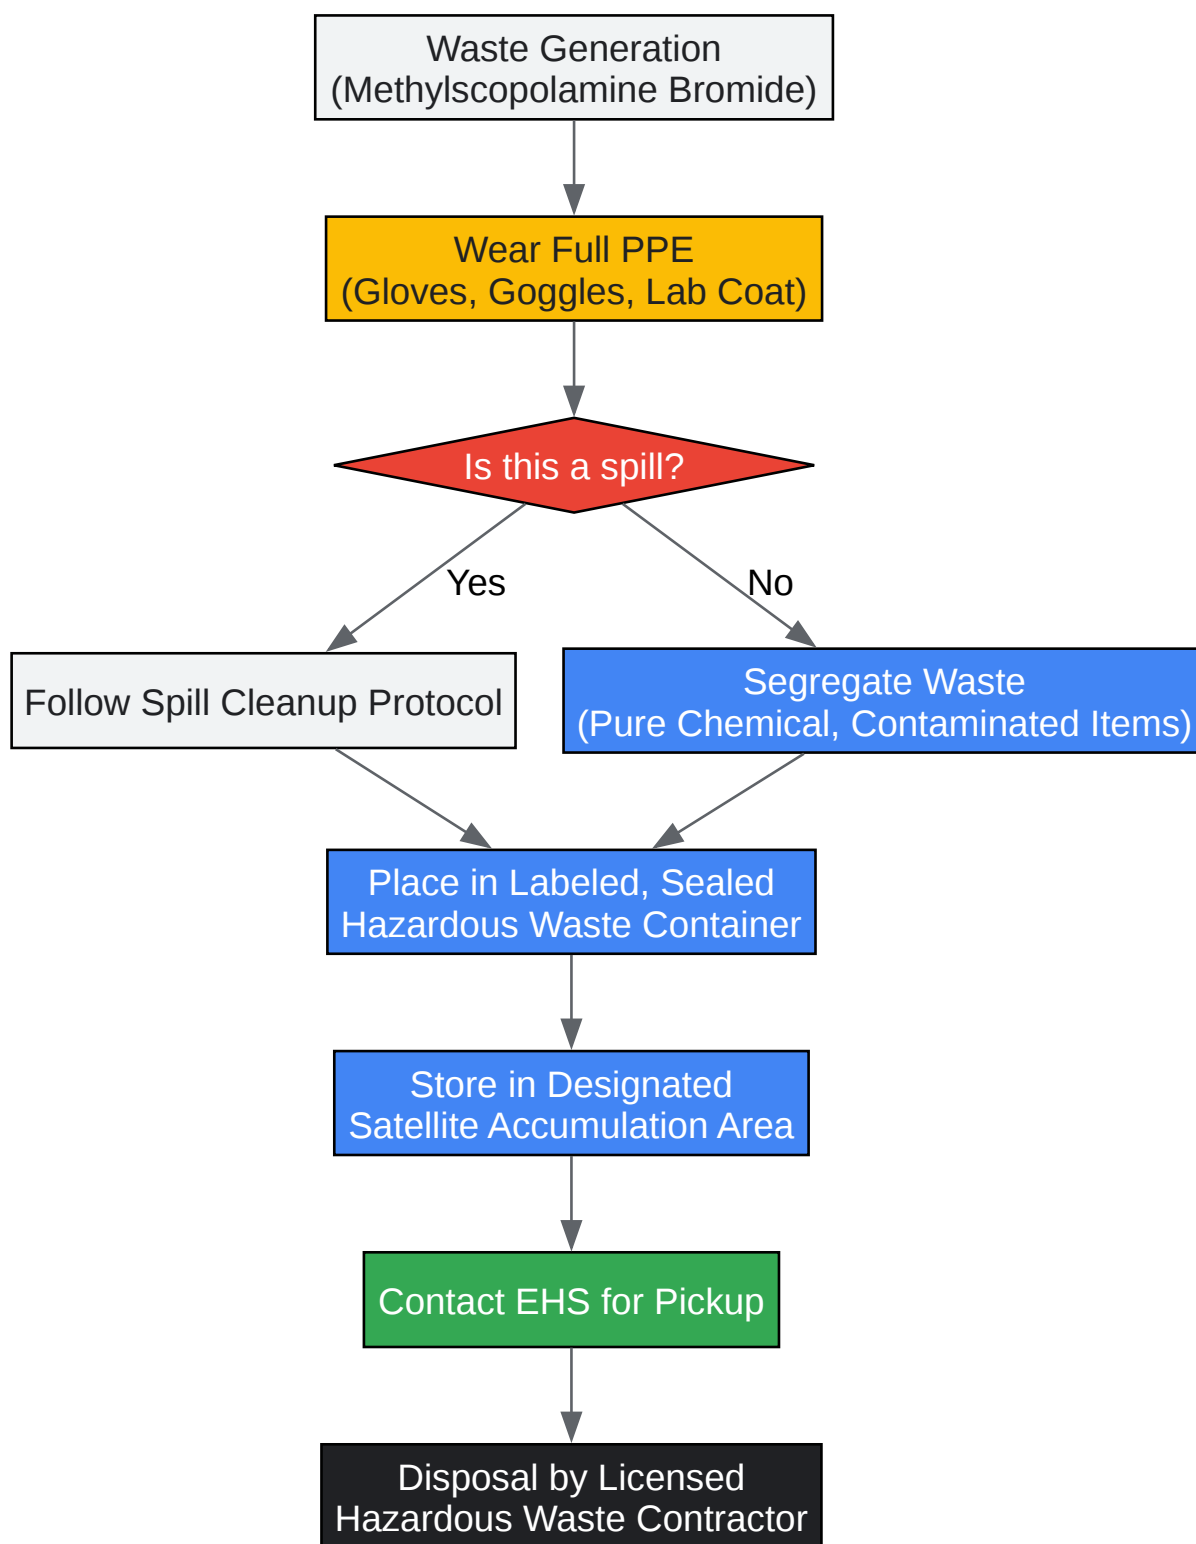 Waste Generation
(Methylscopolamine Bromide)
Wear Full PPE
(Gloves, Goggles, Lab Coat)
Is this a spill?
Yes
No
Follow Spill Cleanup Protocol
Segregate Waste
(Pure Chemical, Contaminated Items)
Place in Labeled, Sealed
Hazardous Waste Container
Store in Designated
Satellite Accumulation Area
Contact EHS for Pickup
Disposal by Licensed
Hazardous Waste Contractor